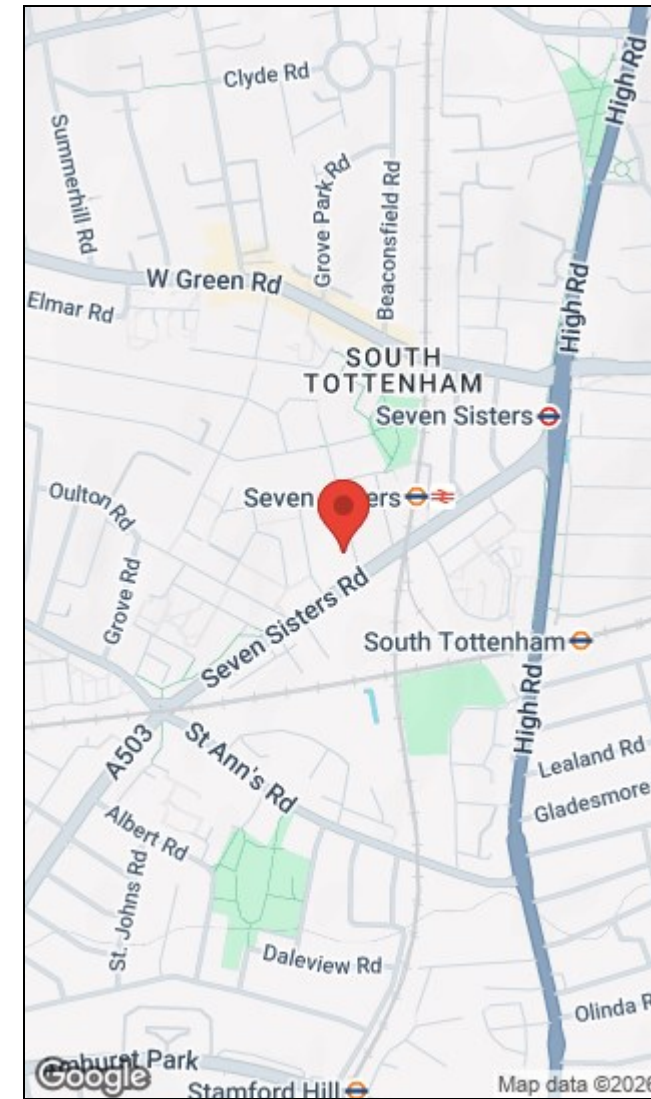 Clyde Rd
High Rd
Summerhill Rd
Grove Park Rd
Beaconsfield Rd
W Green Rd
High Rd
Elmar Rd
SOUTH
TOTTENHAM
Seven Sisters
Oulton Rd
Seven ers
Grove Rd
Seven Sisters Rd
South Tottenham
High Rd
A503
St Ann's Rd
Lealand Rd
Gladesmore
Albert Rd
St. Johns Rd
Daleview Rd
Olinda R
mhurst Park
Google
Stamford Hill
Map data ©2026